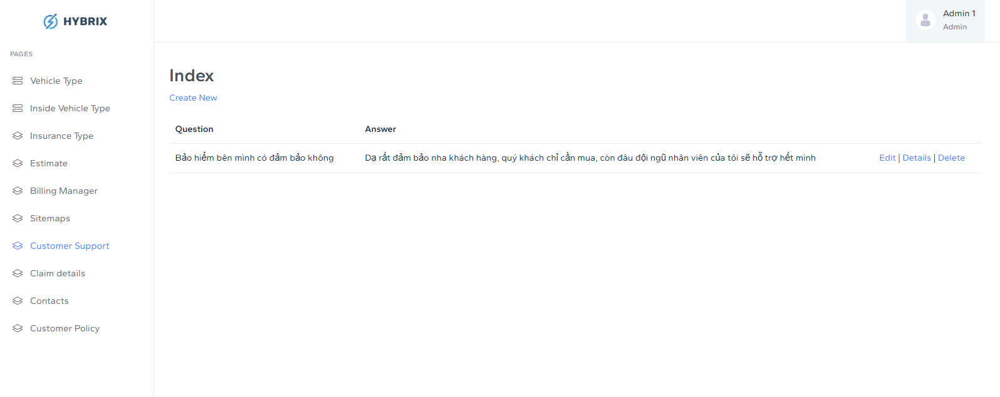 HYBRIX
Admin 1
Admin
PAGES
Vehicle Type
Inside Vehicle Type
Insurance Type
Estimate
Billing Manager
Sitemaps
Customer Support
Claim details
Contacts
Customer Policy
Index
Create New
Question Answer
Bảo hiểm bên mình có đảm bảo không Dạ rất đảm bảo nha khách hàng, quý khách chỉ cần mua, còn đâu đội ngũ nhân viên của tôi sẽ hỗ trợ hết mình Edit | Details | Delete